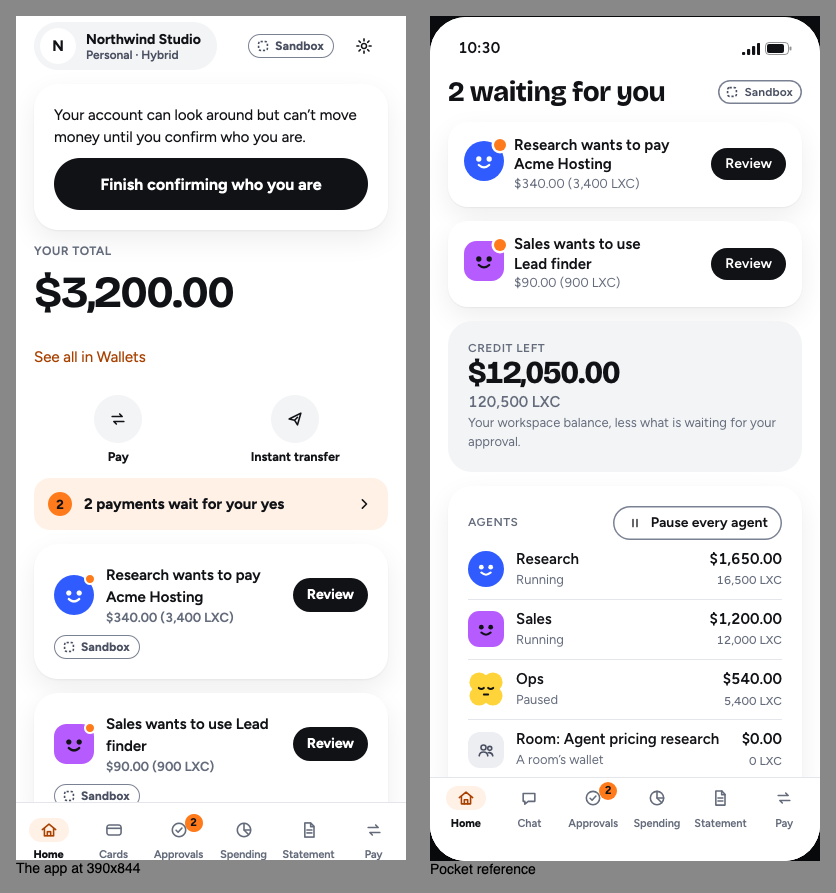 N
Northwind Studio
Personal · Hybrid
Sandbox
Your account can look around but can’t move
money until you confirm who you are.
Finish confirming who you are
YOUR TOTAL
$3,200.00
See all in Wallets
Pay
Instant transfer
2
2 payments wait for your yes
Research wants to pay
Acme Hosting
$340.00 (3,400 LXC)
Review
Sandbox
Sales wants to use Lead
finder
$90.00 (900 LXC)
Review
Sandbox
2
Home
Cards
Approvals
Spending
Statement
Pay
The app at 390x844
10:30
2 waiting for you
Sandbox
Research wants to pay
Acme Hosting
$340.00 (3,400 LXC)
Review
Sales wants to use
Lead finder
$90.00 (900 LXC)
Review
CREDIT LEFT
$12,050.00
120,500 LXC
Your workspace balance, less what is waiting for your
approval.
AGENTS
Pause every agent
Research
$1,650.00
Running
16,500 LXC
Sales
$1,200.00
Running
12,000 LXC
Ops
$540.00
Paused
5,400 LXC
Room: Agent pricing research
$0.00
A room’s wallet
0 LXC
2
Home
Chat
Approvals
Spending
Statement
Pay
Pocket reference